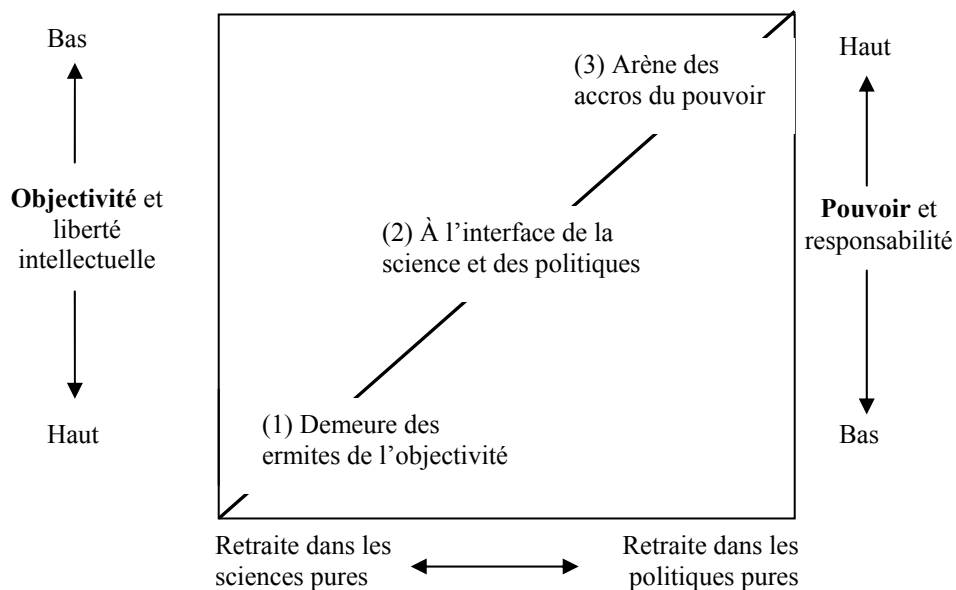 Bas
Objectivité et
liberté
intellectuelle
Haut
(3) Arène des
accros du pouvoir
(2) À l’interface de la
science et des politiques
(1) Demeure des
ermites de l’objectivité
Haut
Pouvoir et
responsabilité
Bas
Retraite dans les
sciences pures
Retraite dans les
politiques pures